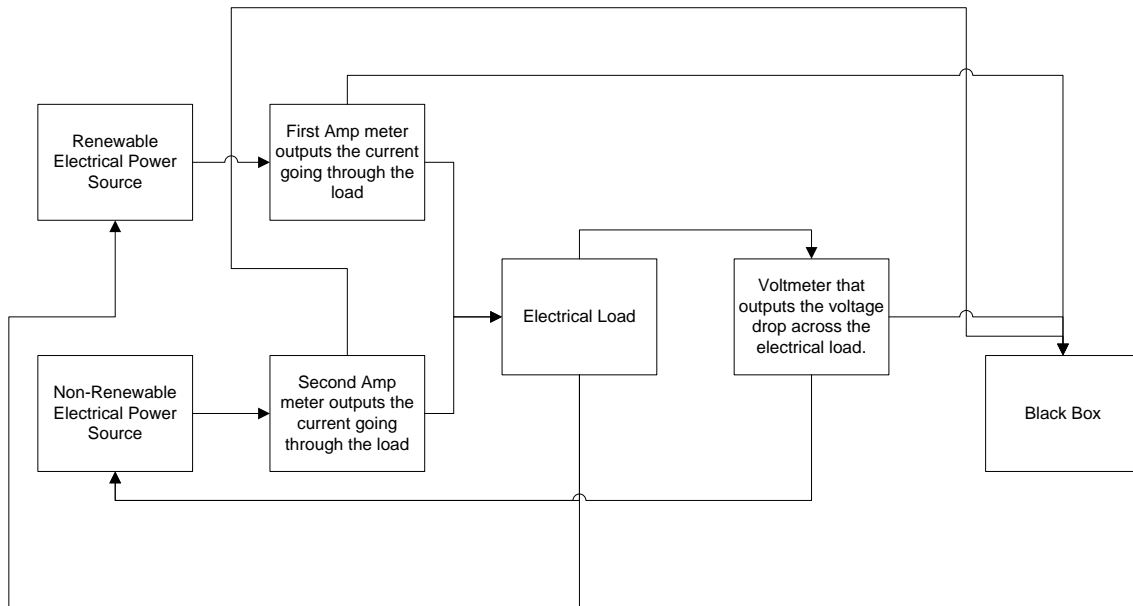 Renewable
Electrical Power
Source
First Amp meter
outputs the current
going through the
load
Electrical Load
Voltmeter that
outputs the voltage
drop across the
electrical load.
Non-Renewable
Electrical Power
Source
Second Amp
meter outputs the
current going
through the load
Black Box